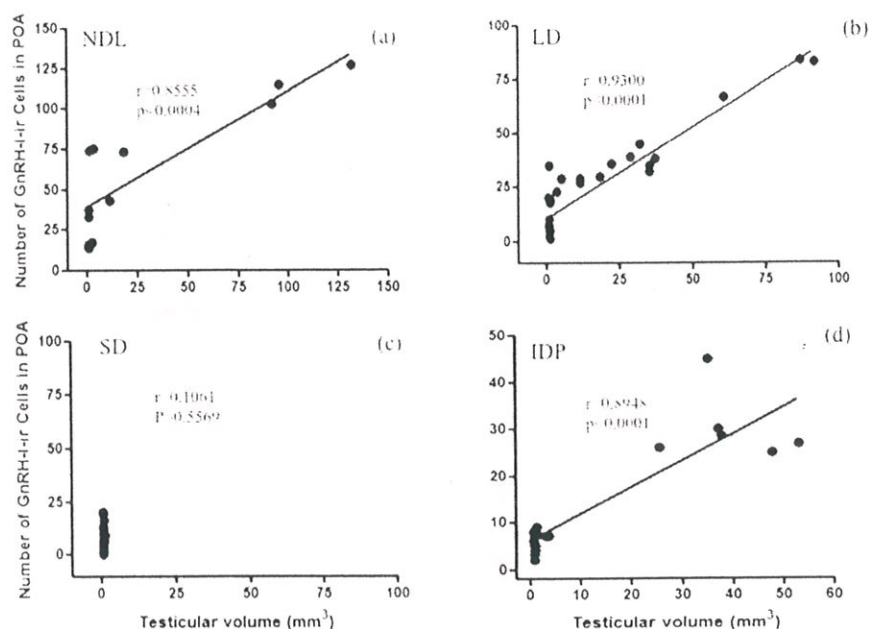 NDL (a)
r=0.8555
p<0.0004
Number of GnRH-I-ir Cells in POA
150
125
100
75
50
25
0
0 25 50 75 100 125 150
LD (b)
r=0.9300
p<0.0001
100
75
50
25
0
0 25 50 75 100
SD (c)
r=0.1061
P=0.5569
Number of GnRH-I-ir Cells in POA
100
75
50
25
0
0 25 50 75 100
Testicular volume (mm³)
IDP (d)
r=0.8948
p<0.0001
50
40
30
20
10
0
0 10 20 30 40 50 60
Testicular volume (mm³)